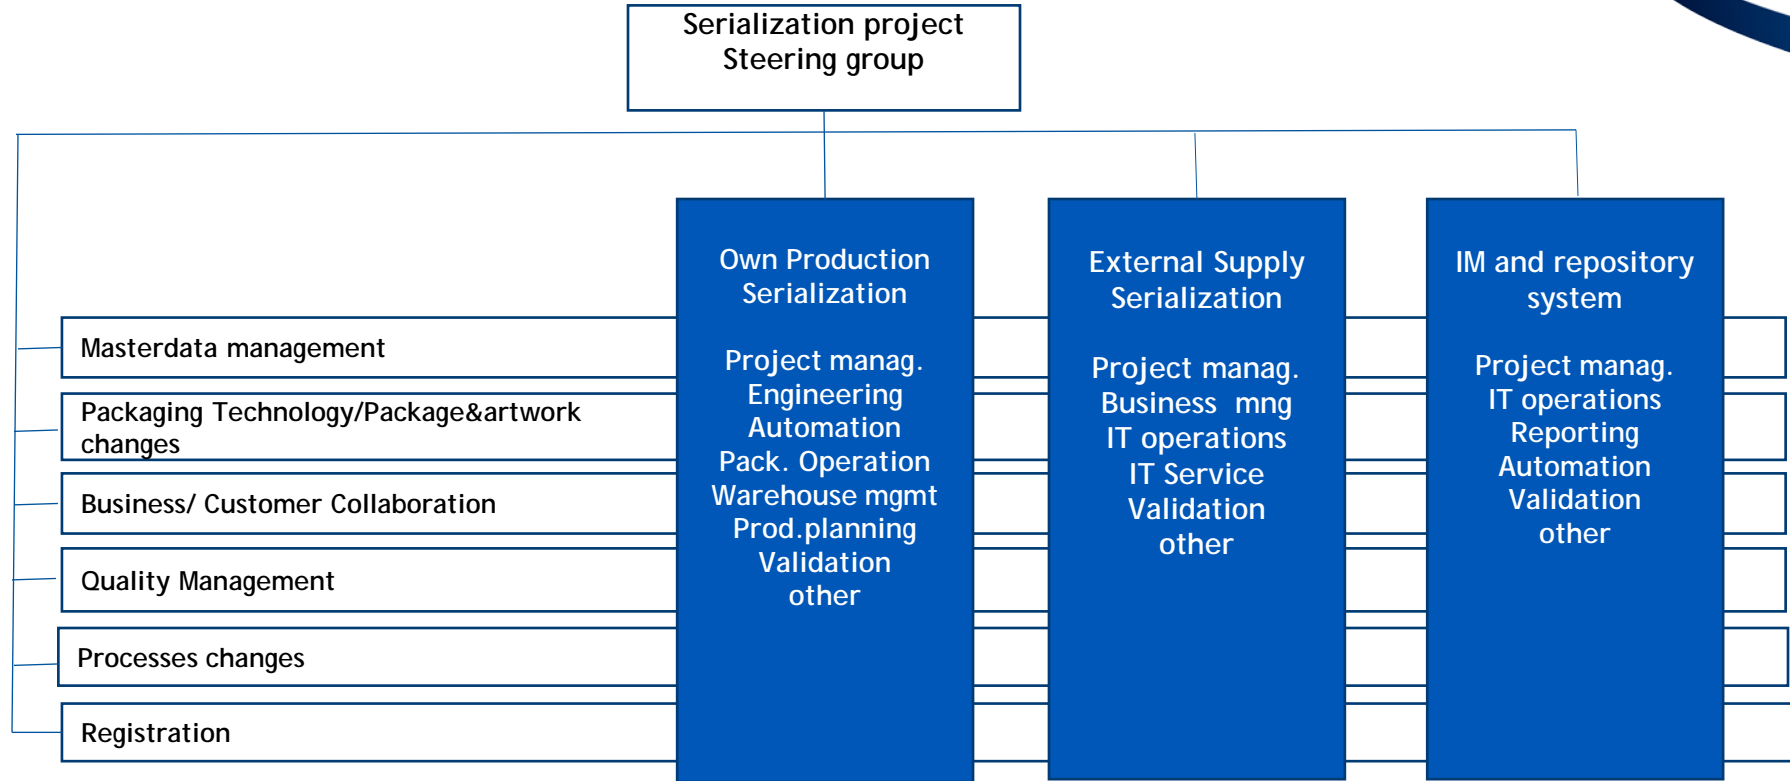 Serialization project
Steering group
Own Production
Serialization
Project manag.
Engineering
Automation
Pack. Operation
Warehouse mgmt
Prod.planning
Validation
other
External Supply
Serialization
Project manag.
Business mng
IT operations
IT Service
Validation
other
IM and repository
system
Project manag.
IT operations
Reporting
Automation
Validation
other
Masterdata management
Packaging Technology/Package&artwork
changes
Business/ Customer Collaboration
Quality Management
Processes changes
Registration